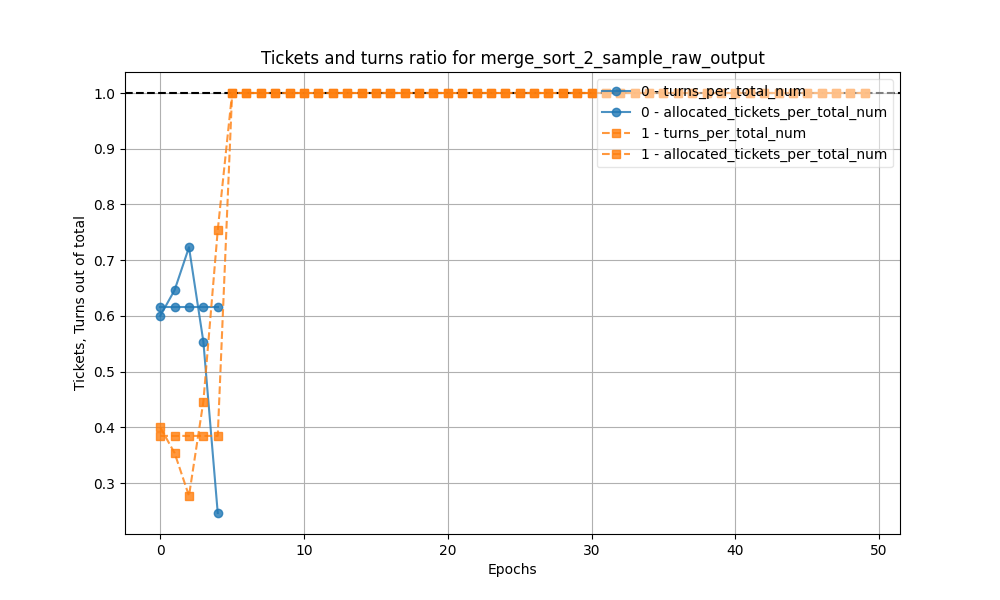 Tickets and turns ratio for merge_sort_2_sample_raw_output
1.0
0.9
0.8
0.7
0.6
0.5
0.4
0.3
Tickets, Turns out of total
0 - turns_per_total_num
0 - allocated_tickets_per_total_num
1 - turns_per_total_num
1 - allocated_tickets_per_total_num
0 10 20 30 40 50
Epochs